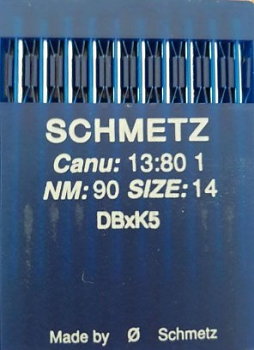 SCHMETZ
Canu: 13:80 1
NM: 90 SIZE: 14
DBxK5
Made by Ø Schmetz